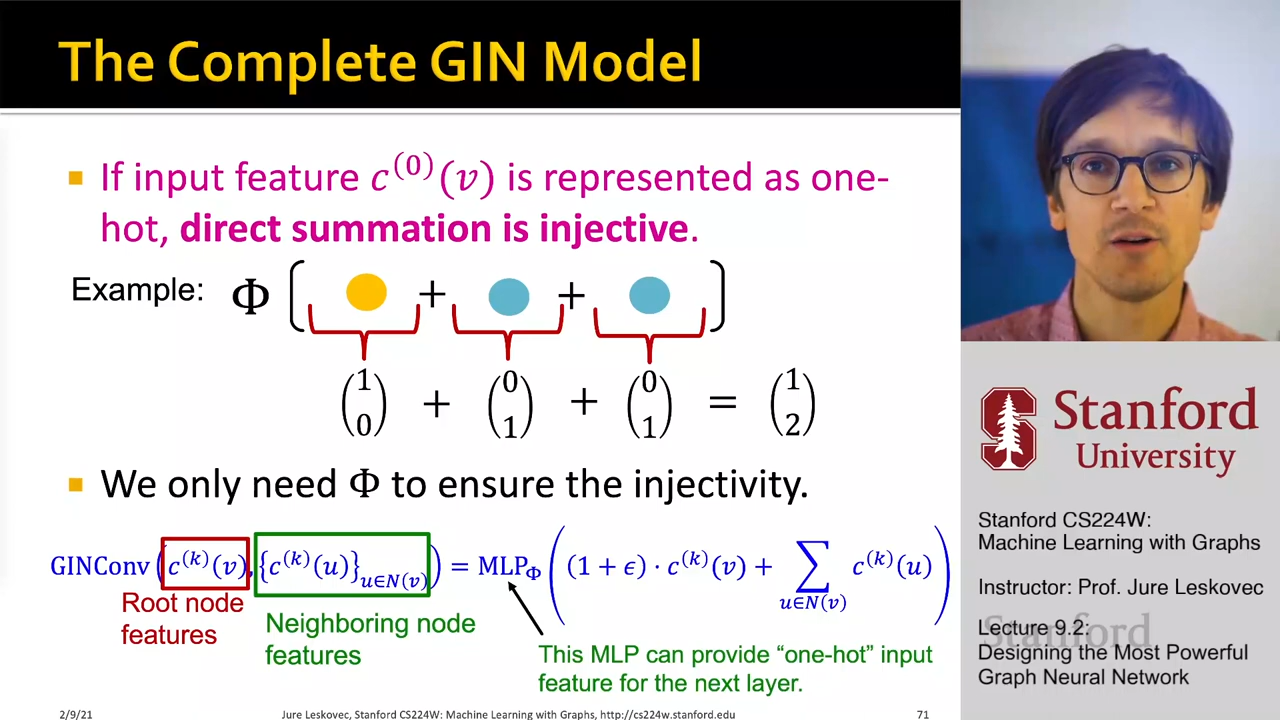 The Complete GIN Model
If input feature c^(0)(v) is represented as one-
hot, direct summation is injective.
Example: Φ [ + + ]
(1 0) + (0 1) + (0 1) = (1 2)
We only need Φ to ensure the injectivity.
GINConv(c^(k)(v), {c^(k)(u)}_{u∈N(v)}) = MLP_Φ((1 + ϵ) · c^(k)(v) + ∑_{u∈N(v)} c^(k)(u))
Root node
features
Neighboring node
features
This MLP can provide “one-hot” input
feature for the next layer.
2/9/21
Jure Leskovec, Stanford CS224W: Machine Learning with Graphs, http://cs224w.stanford.edu
71
Stanford
University
Stanford CS224W:
Machine Learning with Graphs
Instructor: Prof. Jure Leskovec
Stanford
Lecture 9.2:
Designing the Most Powerful
Graph Neural Network